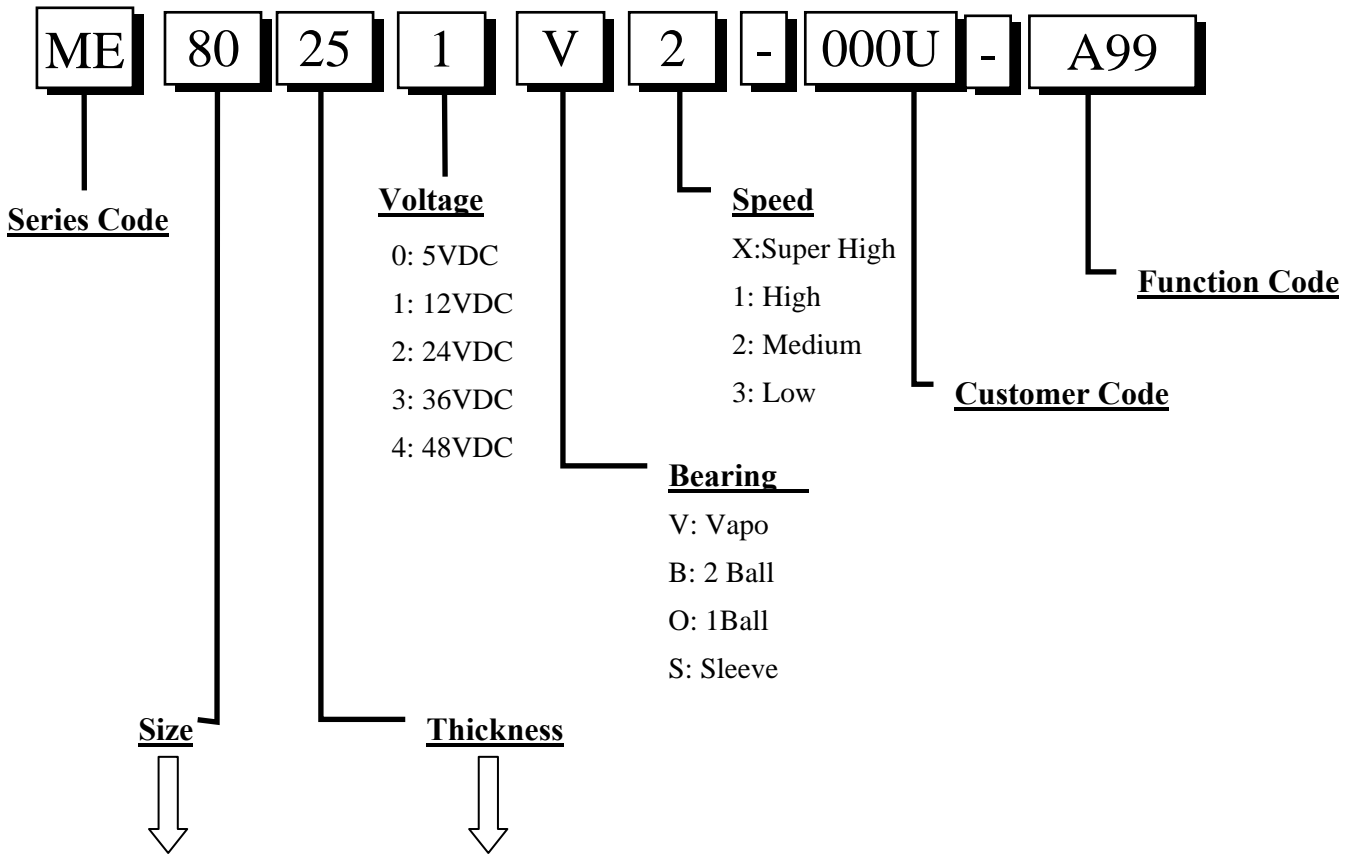 ME 80 25 1 V 2 - 000U - A99
Series Code
Voltage
0: 5VDC
1: 12VDC
2: 24VDC
3: 36VDC
4: 48VDC
Speed
X:Super High
1: High
2: Medium
3: Low
Function Code
Customer Code
Bearing
V: Vapo
B: 2 Ball
O: 1Ball
S: Sleeve
Size
Thickness